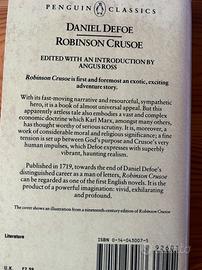 PENGUIN CLASSICS
DANIEL DEFOE
ROBINSON CRUSOE
EDITED WITH AN INTRODUCTION BY
ANGUS ROSS
Robinson Crusoe is first and foremost an exotic, exciting
adventure story.
With its fast-moving narrative and resourceful, sympathetic
hero, it is a book of almost universal appeal. But this
apparently artless tale also embodies a vast and complex
economic doctrine which Karl Marx, amongst many others,
has thought worthy of serious scrutiny. It is, moreover, a
work of considerable moral and religious significance; a fine
tension is set up between God's purpose and Crusoe's very
human impulses, which Defoe expresses with superbly
vibrant, haunting realism.
Published in 1719, towards the end of Daniel Defoe's
distinguished career as a man of letters, Robinson Crusoe
can be regarded as one of the first English novels. It is the
product of a powerful imagination: vivid, exhilarating
and profound.
The cover shows an illustration from a nineteenth-century edition of Robinson Crusoe
Literature
ISBN 0-14-043007-5
U.K.